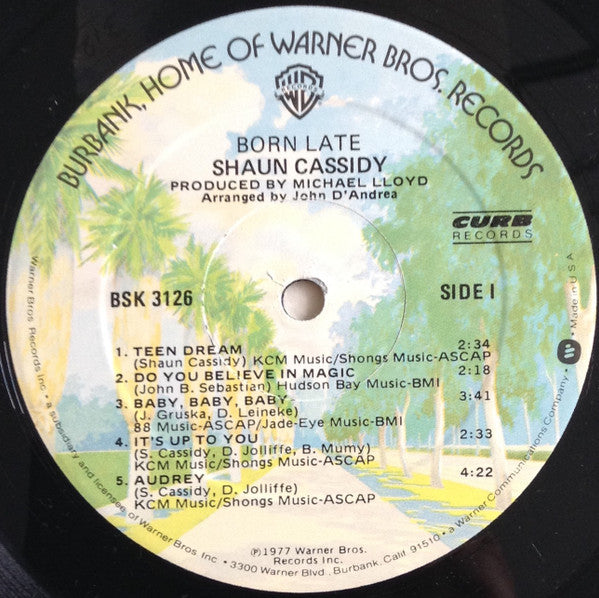 BURBANK, HOME OF WARNER BROS. RECORDS
RECORDS
BORN LATE
SHAUN CASSIDY
PRODUCED BY MICHAEL LLOYD
Arranged by John D'Andrea
CURB
RECORDS
BSK 3126
SIDE 1
1. TEEN DREAM 2:34
(Shaun Cassidy) KCM Music/Shongs Music-ASCAP
2. DO YOU BELIEVE IN MAGIC 2:18
(John B. Sebastian) Hudson Bay Music-BMI
3. BABY, BABY, BABY 3:41
(J. Gruska, D. Leineke)
88 Music-ASCAP/Jade-Eye Music-BMI
4. IT'S UP TO YOU 2:33
(S. Cassidy, D. Jolliffe, B. Mumy)
KCM Music/Shongs Music-ASCAP
5. AUDREY 4:22
(S. Cassidy, D. Jolliffe)
KCM Music/Shongs Music-ASCAP
℗1977 Warner Bros.
Records Inc.
Warner Bros. Records Inc. • a subsidiary and licensee of Warner Bros. Inc. • 3300 Warner Blvd., Burbank, Calif. 91510 • a Warner Communications Company • Made in U.S.A.